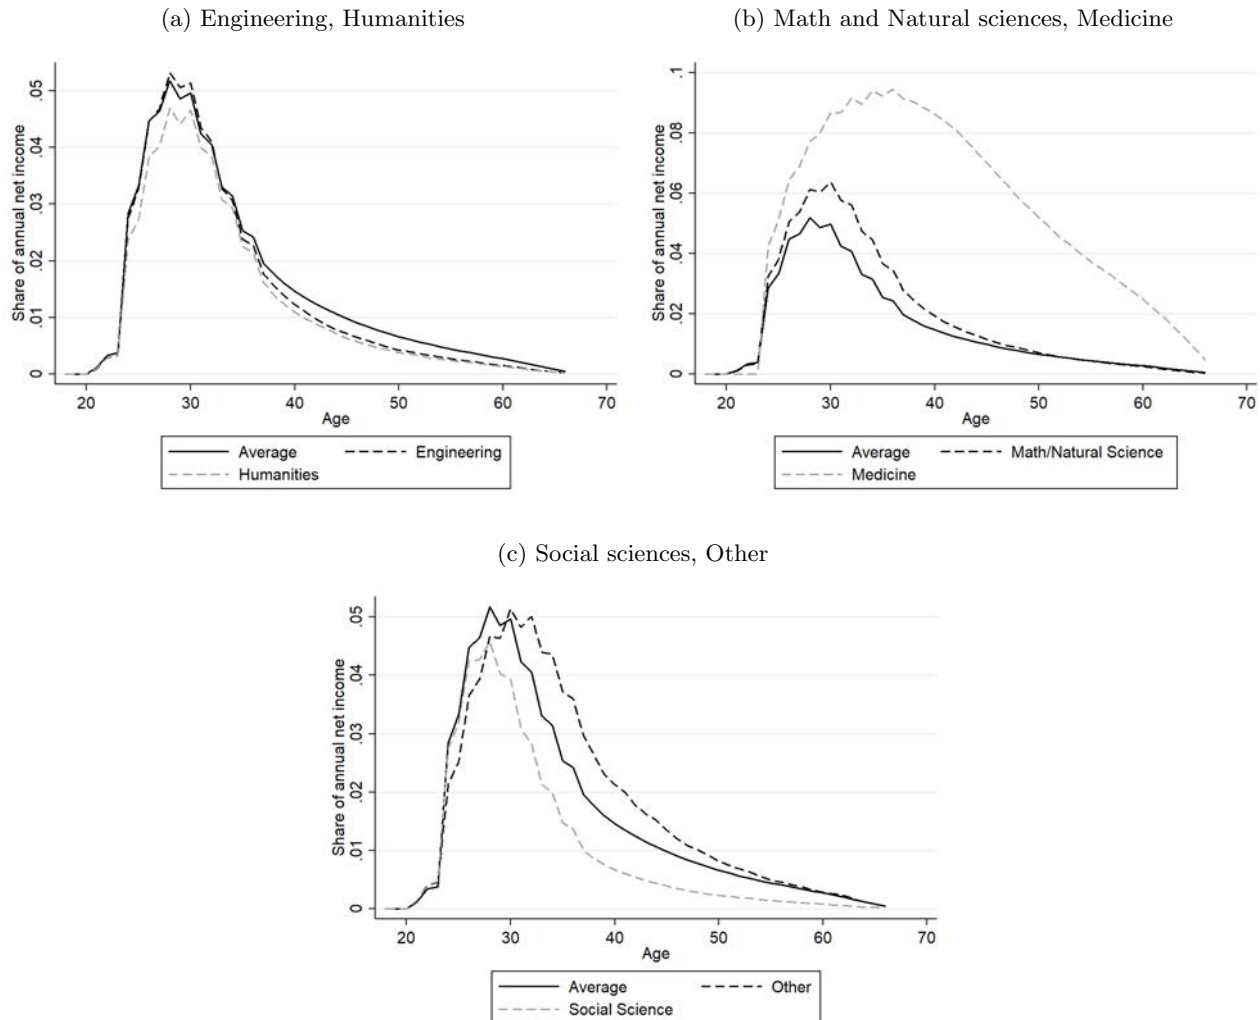 (a) Engineering, Humanities
Share of annual net income
0 .01 .02 .03 .04 .05
20 30 40 50 60 70
Age
Average Engineering
Humanities
(b) Math and Natural sciences, Medicine
Share of annual net income
0 .02 .04 .06 .08 .1
20 30 40 50 60 70
Age
Average Math/Natural Science
Medicine
(c) Social sciences, Other
Share of annual net income
0 .01 .02 .03 .04 .05
20 30 40 50 60 70
Age
Average Other
Social Science